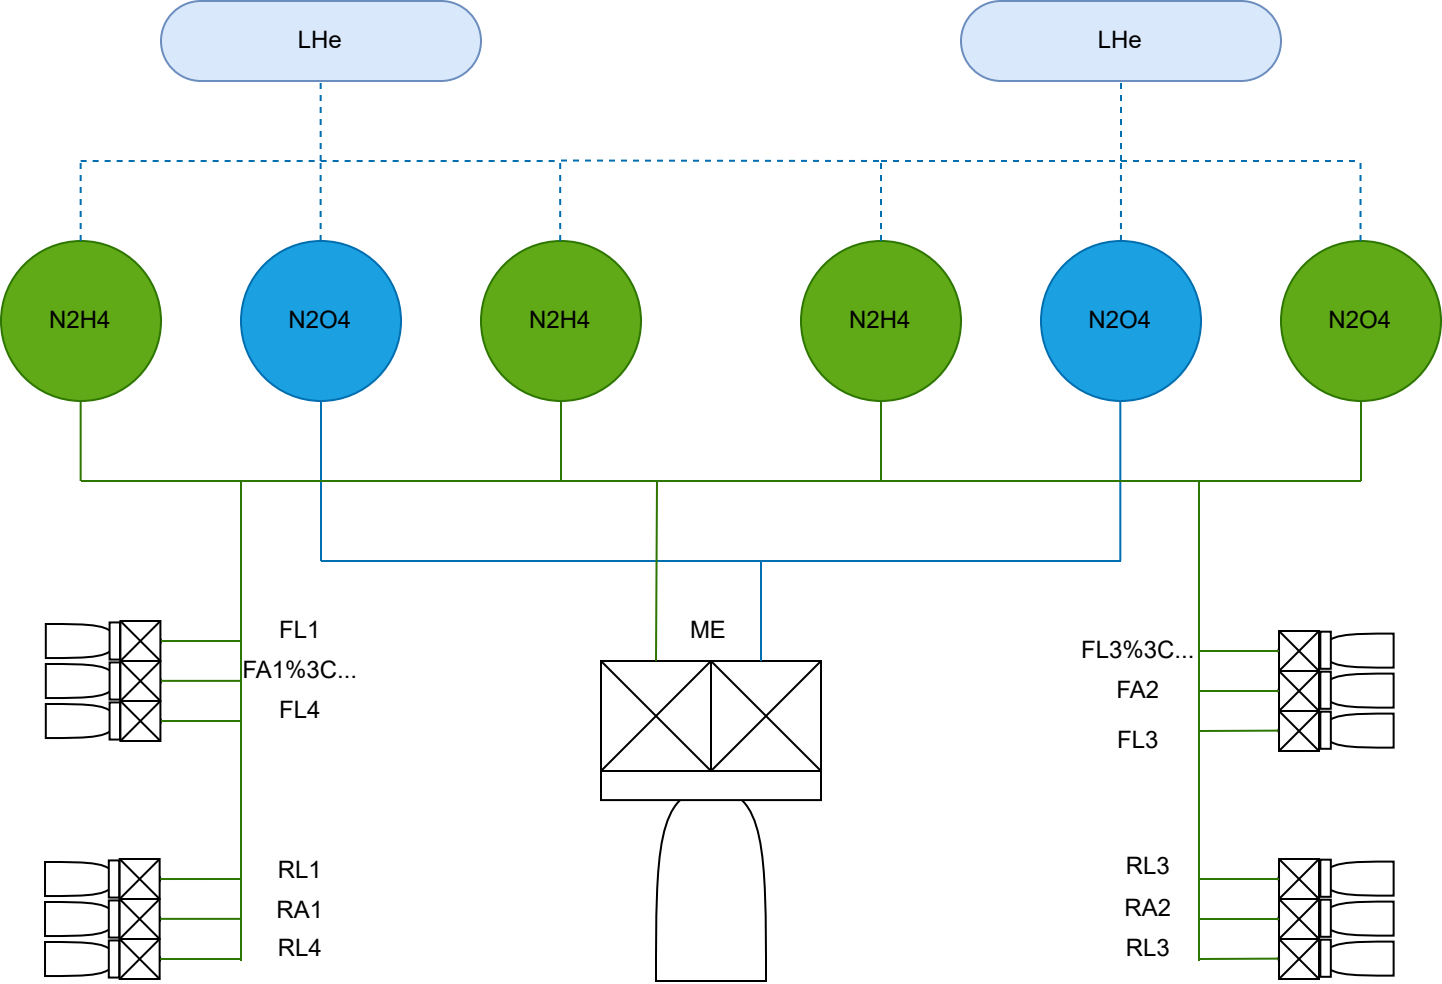 LHe
LHe
N2H4
N2O4
N2H4
N2H4
N2O4
N2O4
FL1
FA1%3C...
FL4
ME
FL3%3C...
FA2
FL3
RL1
RA1
RL4
RL3
RA2
RL3